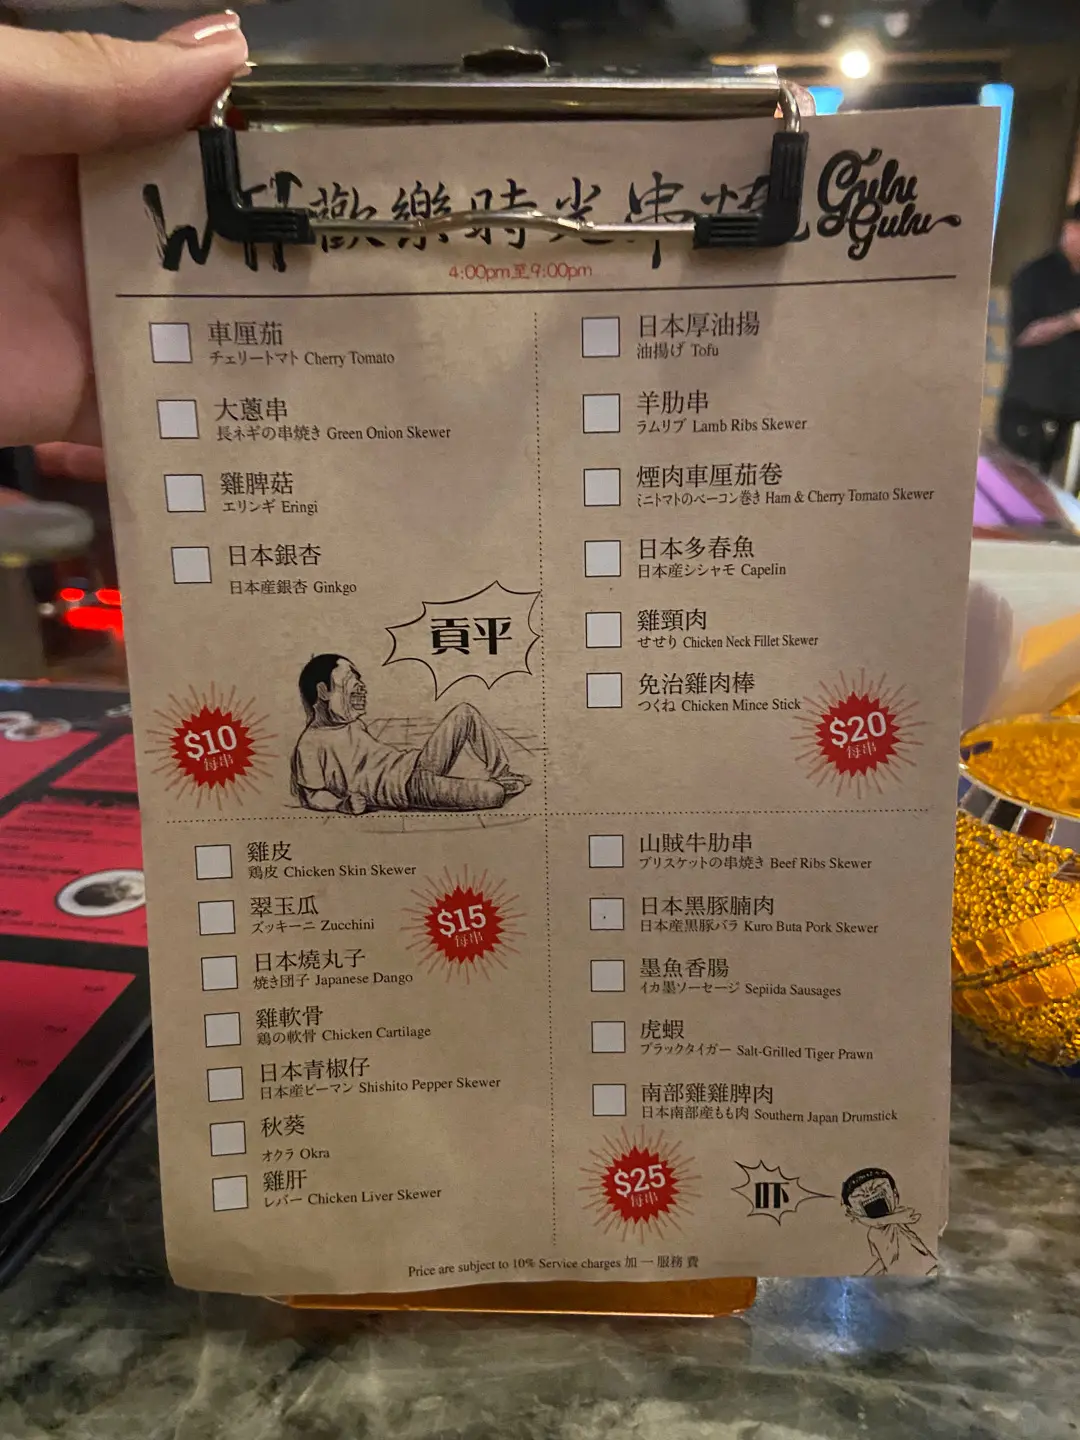 歡樂時光串燒
Gulu
Gulu
4:00pm至9:00pm
車厘茄
チェリートマト Cherry Tomato
大蔥串
長ネギの串焼き Green Onion Skewer
雞脾菇
エリンギ Eringi
日本銀杏
日本産銀杏 Ginkgo
貢平
$10
每串
日本厚油揚
油揚げ Tofu
羊肋串
ラムリブ Lamb Ribs Skewer
煙肉車厘茄卷
ミニトマトのベーコン巻き Ham & Cherry Tomato Skewer
日本多春魚
日本産シシャモ Capelin
雞頸肉
せせり Chicken Neck Fillet Skewer
免治雞肉棒
つくね Chicken Mince Stick
$20
每串
雞皮
鶏皮 Chicken Skin Skewer
翠玉瓜
ズッキーニ Zucchini
日本燒丸子
焼き団子 Japanese Dango
雞軟骨
鶏の軟骨 Chicken Cartilage
日本青椒仔
日本産ピーマン Shishito Pepper Skewer
秋葵
オクラ Okra
雞肝
レバー Chicken Liver Skewer
$15
每串
山賊牛肋串
ブリスケットの串焼き Beef Ribs Skewer
日本黑豚腩肉
日本産黒豚バラ Kuro Buta Pork Skewer
墨魚香腸
イカ墨ソーセージ Sepiida Sausages
虎蝦
ブラックタイガー Salt-Grilled Tiger Prawn
南部雞雞脾肉
日本南部産もも肉 Southern Japan Drumstick
$25
每串
吓
Price are subject to 10% Service charges 加一服務費